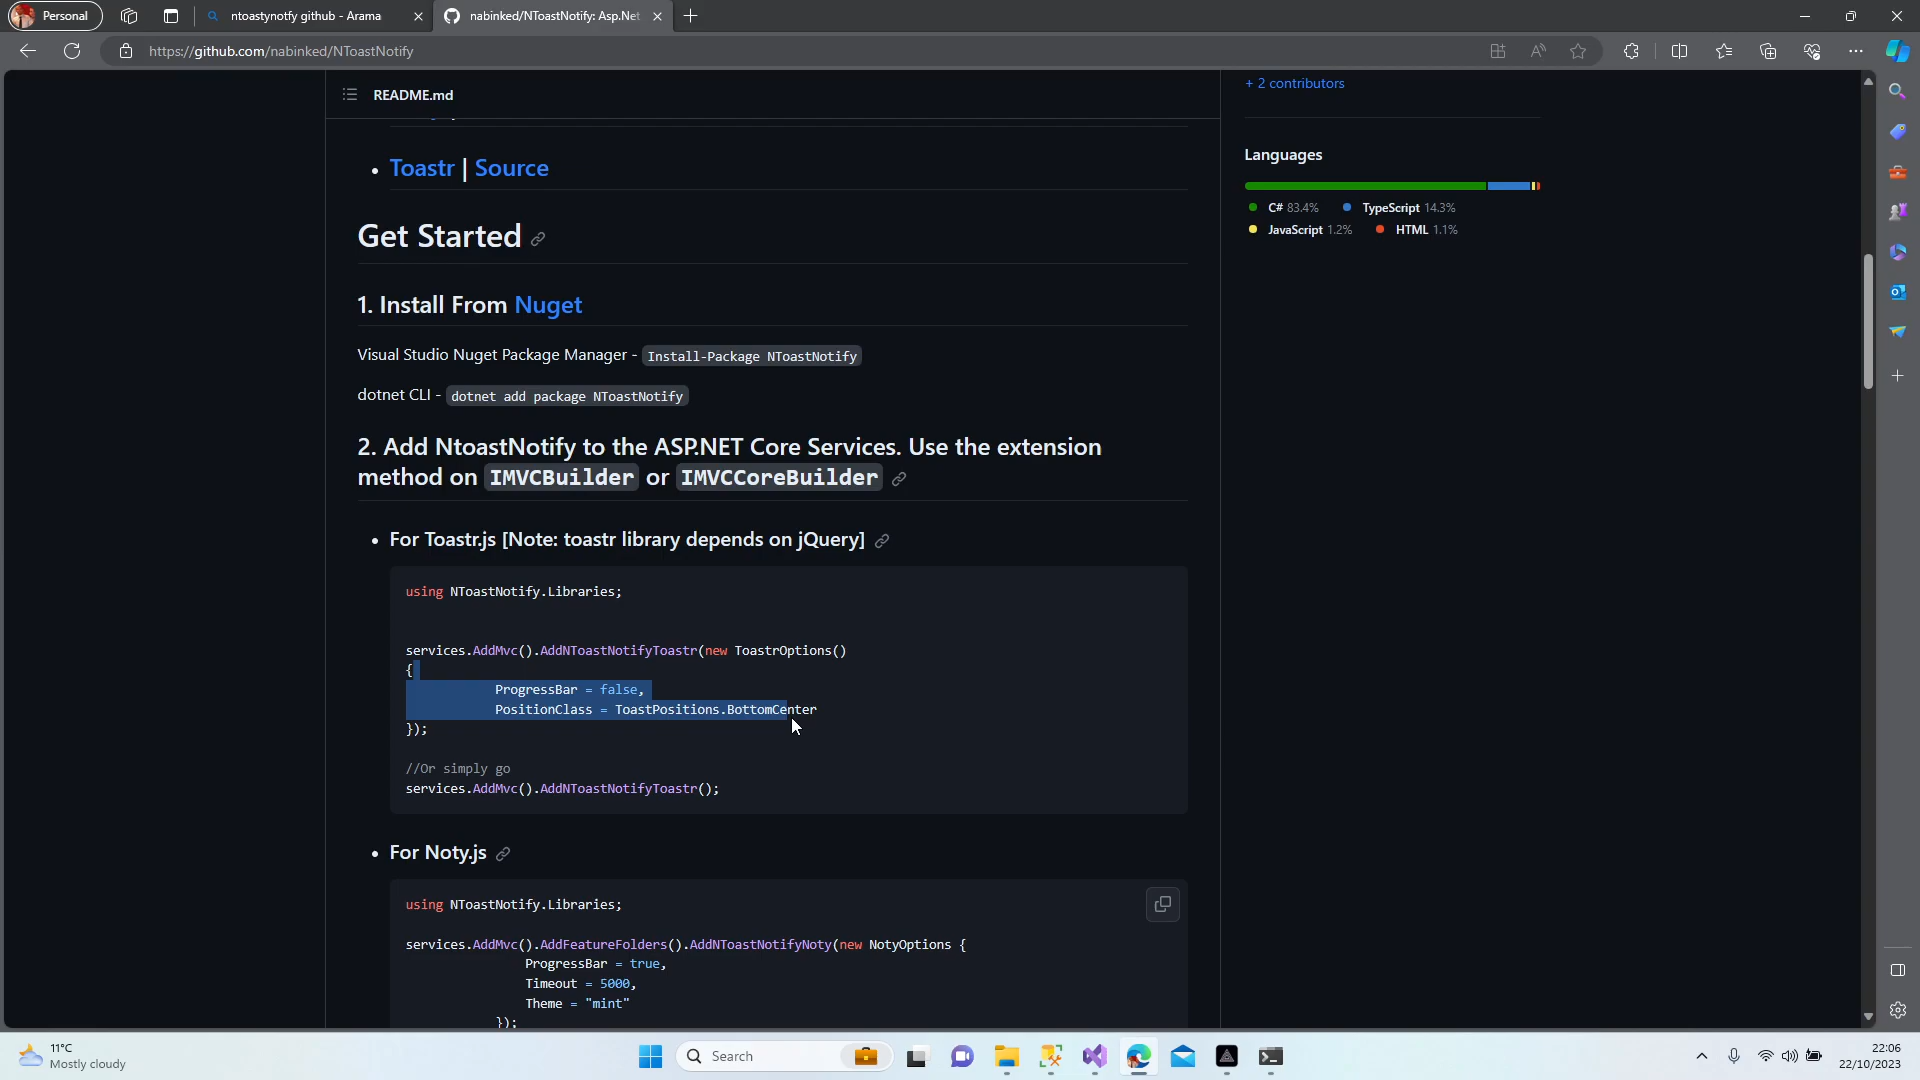 Personal
ntoastynotfy github - Arama
nabinked/NToastNotify: Asp.Net
https://github.com/nabinked/NToastNotify
README.md
+ 2 contributors
Toastr | Source
Languages
C# 83.4%
TypeScript 14.3%
JavaScript 1.2%
HTML 1.1%
Get Started
1. Install From Nuget
Visual Studio Nuget Package Manager - Install-Package NToastNotify
dotnet CLI - dotnet add package NToastNotify
2. Add NtoastNotify to the ASP.NET Core Services. Use the extension
method on IMVCBuilder or IMVCCoreBuilder
For Toastr.js [Note: toastr library depends on jQuery]
using NToastNotify.Libraries;
services.AddMvc().AddNToastNotifyToastr(new ToastrOptions()
{
ProgressBar = false,
PositionClass = ToastPositions.BottomCenter
});
//Or simply go
services.AddMvc().AddNToastNotifyToastr();
For Noty.js
using NToastNotify.Libraries;
services.AddMvc().AddFeatureFolders().AddNToastNotifyNoty(new NotyOptions {
ProgressBar = true,
Timeout = 5000,
Theme = "mint"
});
11°C
Mostly cloudy
Search
22:06
22/10/2023